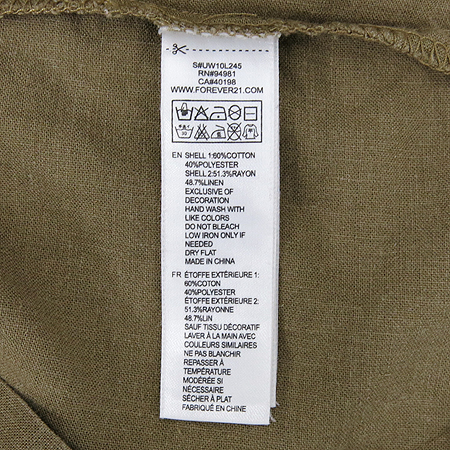 S#UW10L245
RN#94981
CA#40198
WWW.FOREVER21.COM
30
EN SHELL 1:60%COTTON
40%POLYESTER
SHELL 2:51.3%RAYON
48.7%LINEN
EXCLUSIVE OF
DECORATION
HAND WASH WITH
LIKE COLORS
DO NOT BLEACH
LOW IRON ONLY IF
NEEDED
DRY FLAT
MADE IN CHINA
FR ÉTOFFE EXTÉRIEURE 1:
60%COTON
40%POLYESTER
ÉTOFFE EXTÉRIEURE 2:
51.3%RAYONNE
48.7%LIN
SAUF TISSU DÉCORATIF
LAVER À LA MAIN AVEC
COULEURS SIMILAIRES
NE PAS BLANCHIR
REPASSER À
TEMPÉRATURE
MODÉRÉE SI
NÉCESSAIRE
SÉCHER À PLAT
FABRIQUÉ EN CHINE